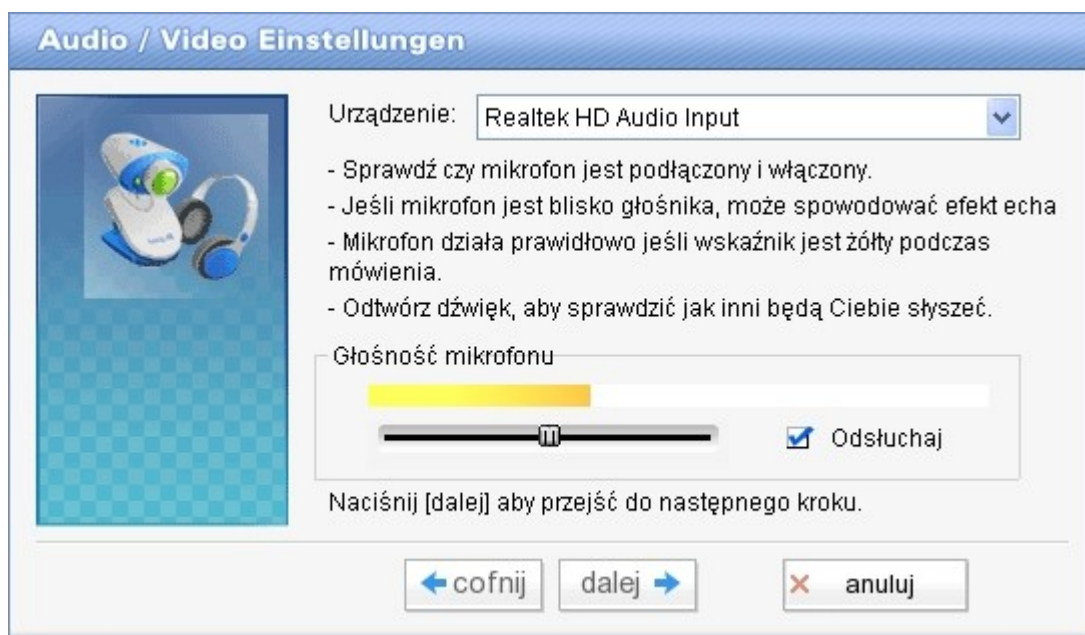 Audio / Video Einstellungen
Urządzenie: Realtek HD Audio Input
- Sprawdź czy mikrofon jest podłączony i włączony.
- Jeśli mikrofon jest blisko głośnika, może spowodować efekt echa
- Mikrofon działa prawidłowo jeśli wskaźnik jest żółty podczas
mówienia.
- Odtwórz dźwięk, aby sprawdzić jak inni będą Ciebie słyszeć.
Głośność mikrofonu
Odsłuchaj
Naciśnij [dalej] aby przejść do następnego kroku.
cofnij dalej anuluj